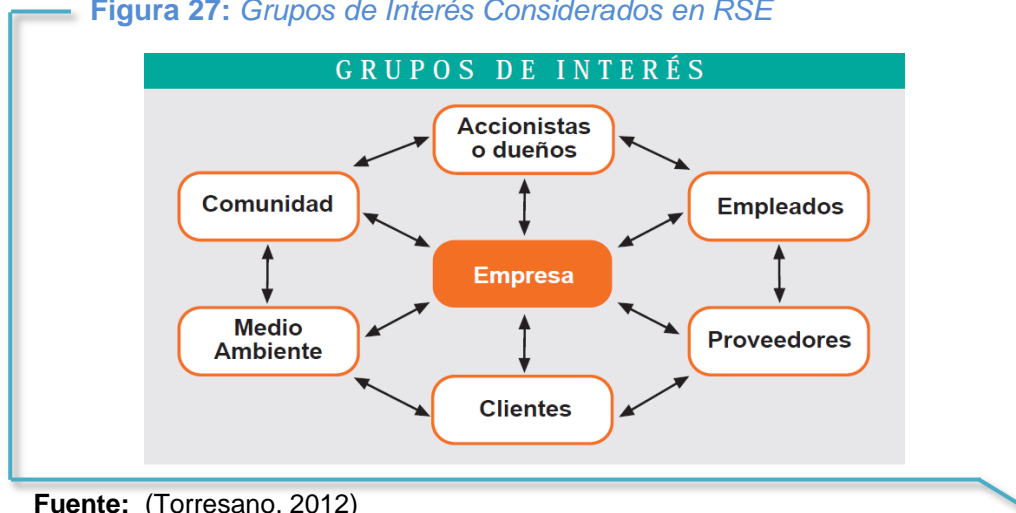 Figura 27: Grupos de Interés Considerados en RSE
GRUPOS DE INTERÉS
Accionistas
o dueños
Comunidad
Empleados
Empresa
Medio
Ambiente
Proveedores
Clientes
Fuente: (Torresano, 2012)